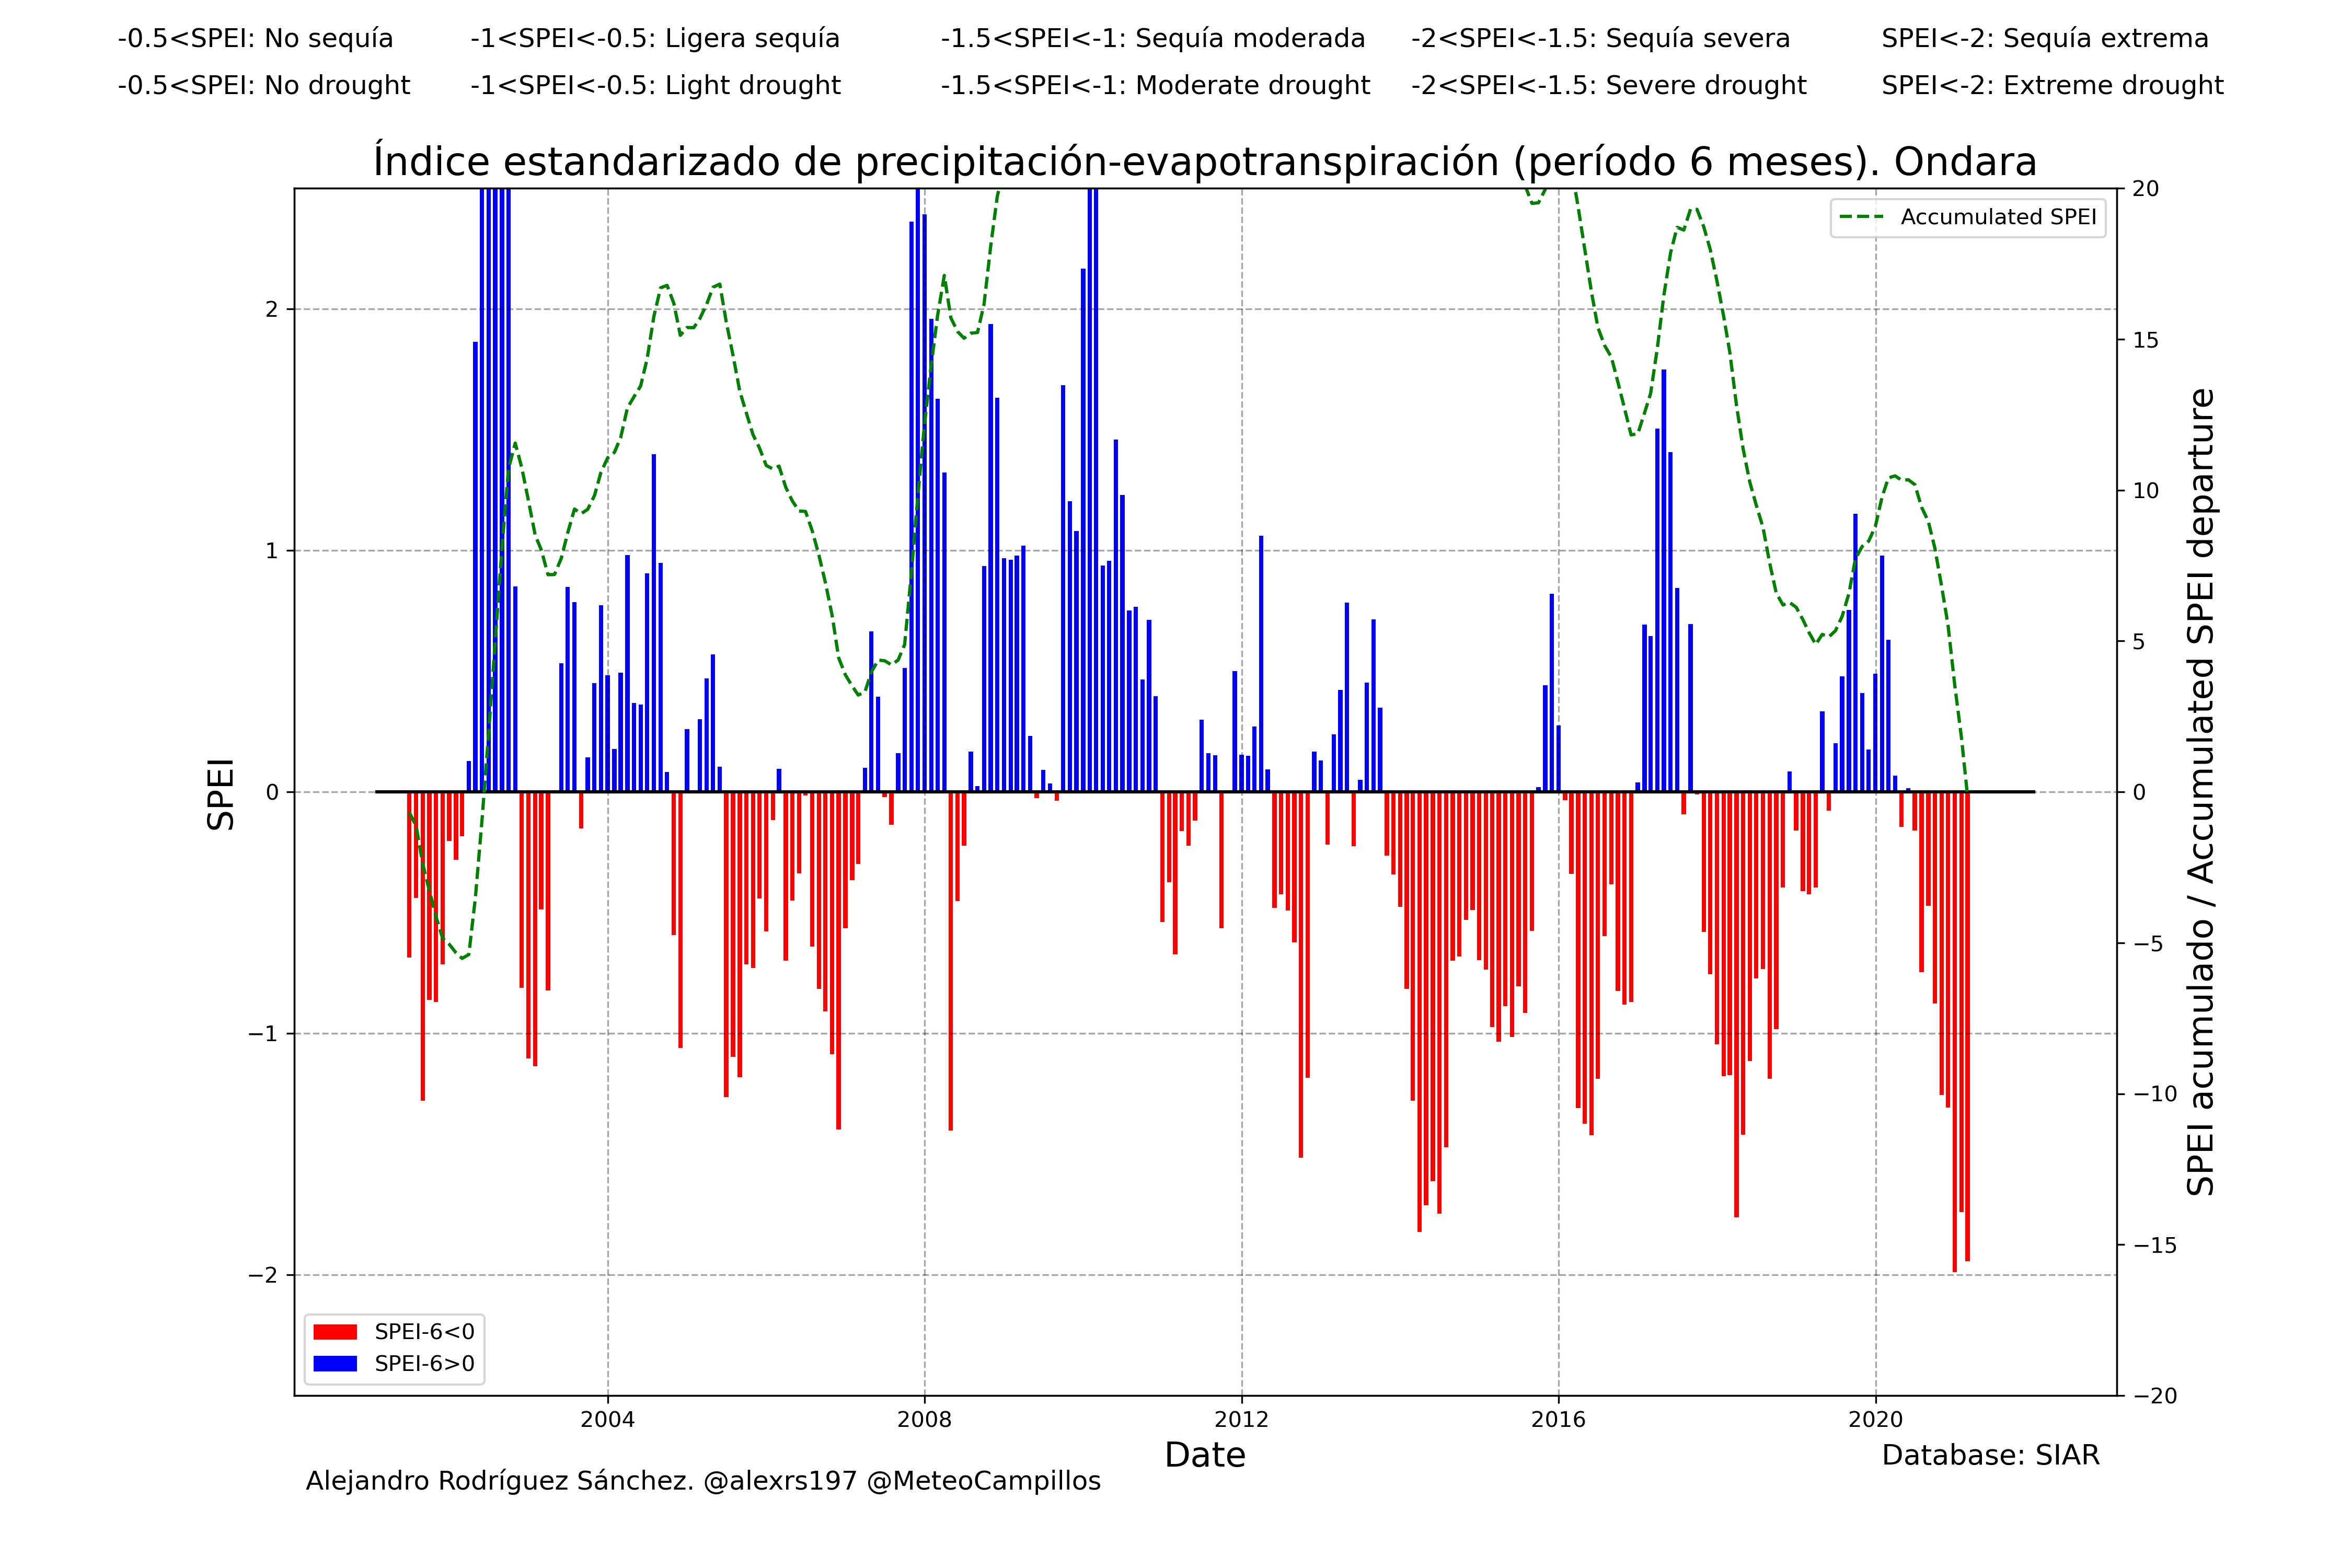 -0.5<SPEI: No sequía -1<SPEI<-0.5: Ligera sequía -1.5<SPEI<-1: Sequía moderada -2<SPEI<-1.5: Sequía severa SPEI<-2: Sequía extrema
-0.5<SPEI: No drought -1<SPEI<-0.5: Light drought -1.5<SPEI<-1: Moderate drought -2<SPEI<-1.5: Severe drought SPEI<-2: Extreme drought
Índice estandarizado de precipitación-evapotranspiración (período 6 meses). Ondara
Accumulated SPEI
SPEI
2
1
0
−1
−2
20
15
10
5
0
−5
−10
−15
−20
SPEI acumulado / Accumulated SPEI departure
SPEI-6<0
SPEI-6>0
2004 2008 2012 2016 2020
Date
Database: SIAR
Alejandro Rodríguez Sánchez. @alexrs197 @MeteoCampillos